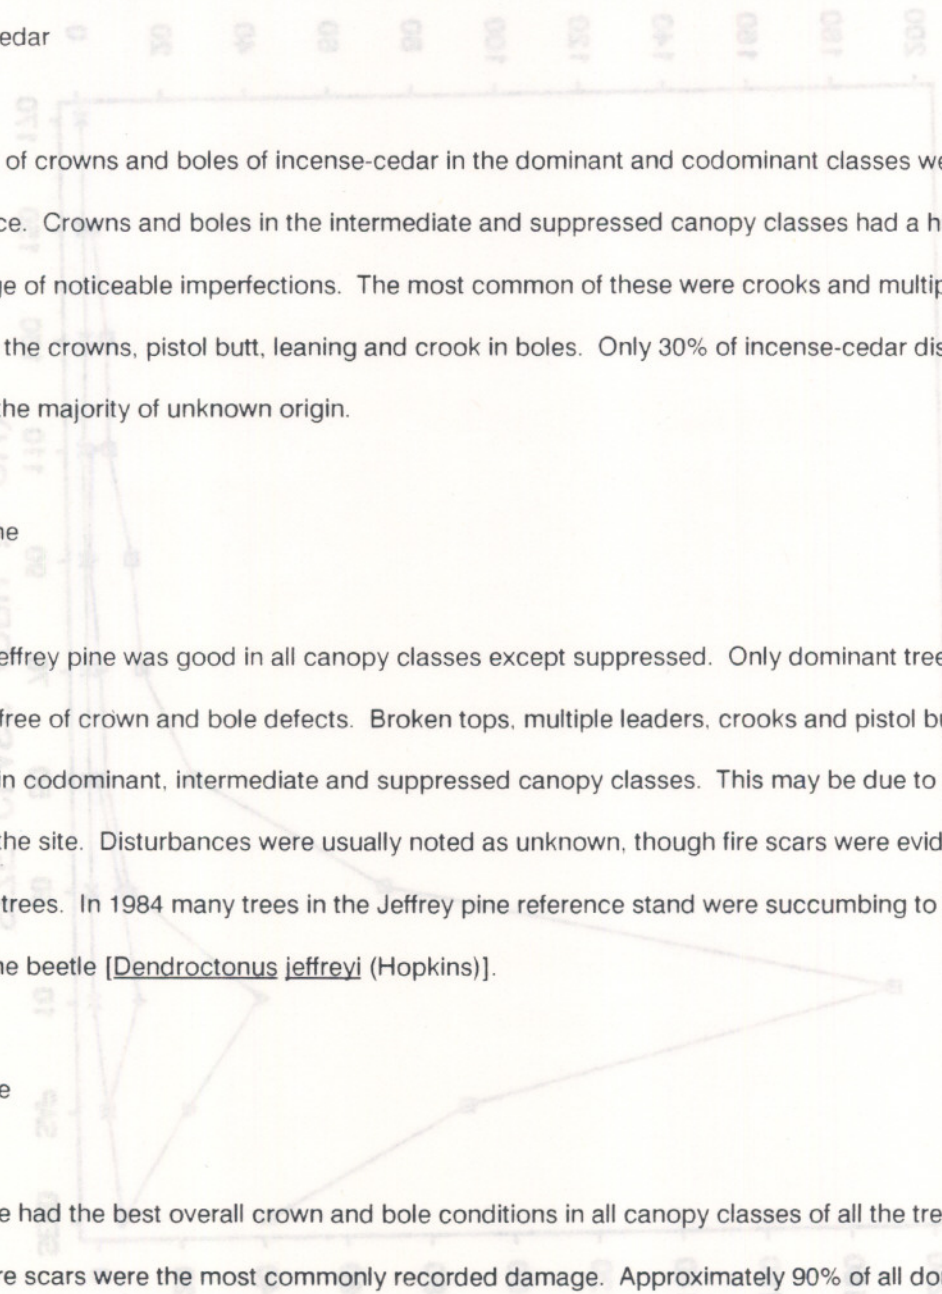 edar
of crowns and boles of incense-cedar in the dominant and codominant classes we
ce. Crowns and boles in the intermediate and suppressed canopy classes had a h
ge of noticeable imperfections. The most common of these were crooks and multip
the crowns, pistol butt, leaning and crook in boles. Only 30% of incense-cedar dis
the majority of unknown origin.
ne
effrey pine was good in all canopy classes except suppressed. Only dominant tree
free of crown and bole defects. Broken tops, multiple leaders, crooks and pistol bu
in codominant, intermediate and suppressed canopy classes. This may be due to
the site. Disturbances were usually noted as unknown, though fire scars were evid
trees. In 1984 many trees in the Jeffrey pine reference stand were succumbing to
ne beetle [Dendroctonus jeffreyi (Hopkins)].
e
e had the best overall crown and bole conditions in all canopy classes of all the tre
re scars were the most commonly recorded damage. Approximately 90% of all do